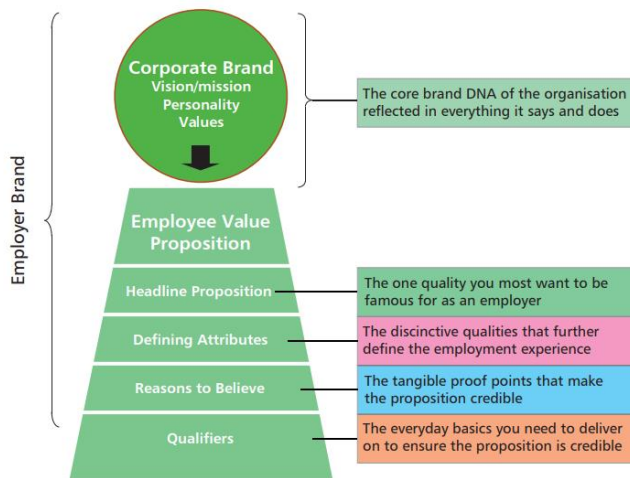 Employer Brand
Corporate Brand
Vision/mission
Personality
Values
The core brand DNA of the organisation
reflected in everything it says and does
Employee Value
Proposition
Headline Proposition
The one quality you most want to be
famous for as an employer
Defining Attributes
The discinctive qualities that further
define the employment experience
Reasons to Believe
The tangible proof points that make
the proposition credible
Qualifiers
The everyday basics you need to deliver
on to ensure the proposition is credible